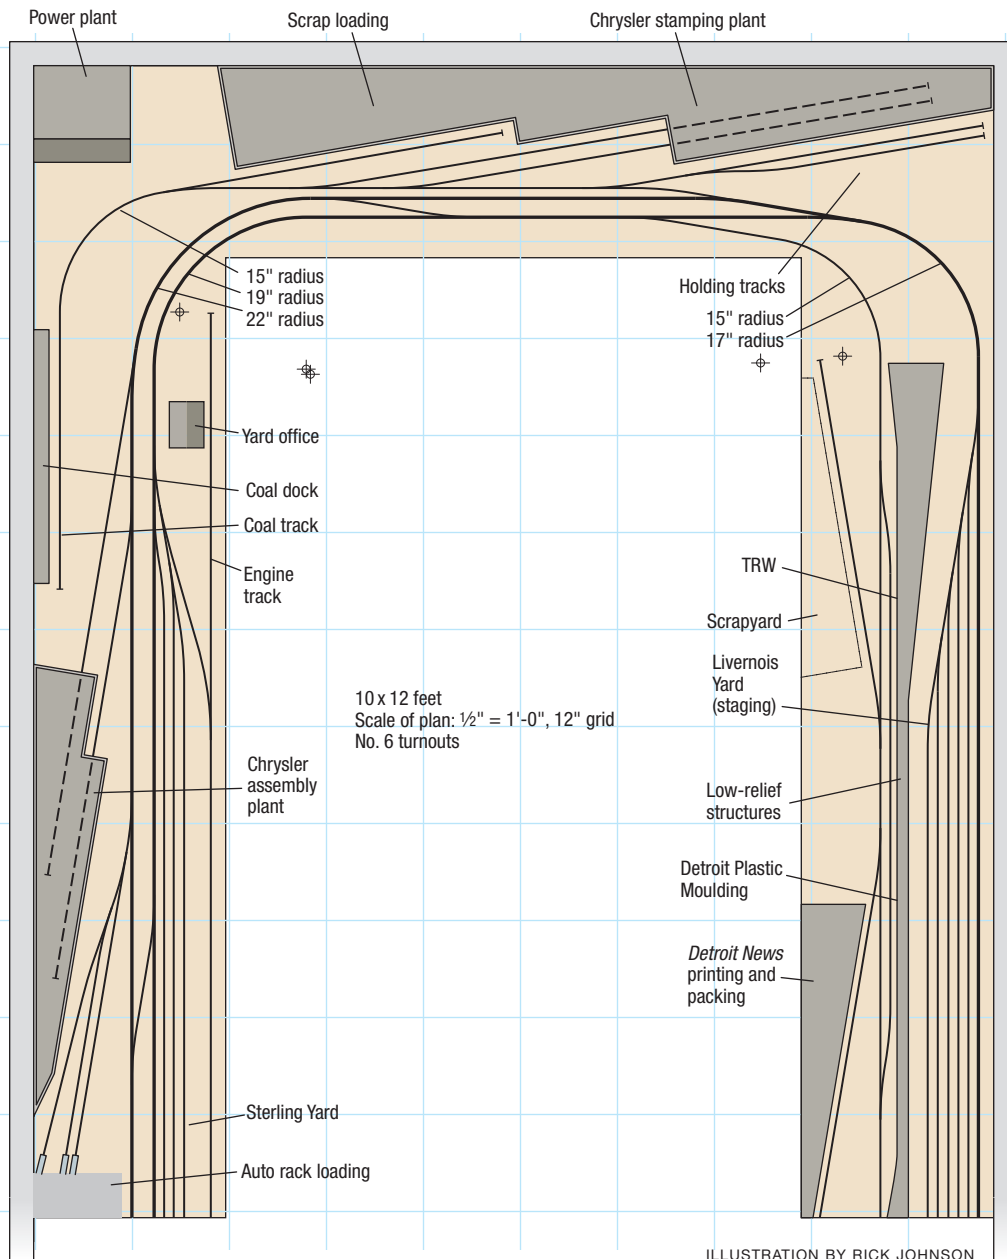 Power plant
Scrap loading
Chrysler stamping plant
15" radius
19" radius
22" radius
Holding tracks
15" radius
17" radius
Yard office
Coal dock
Coal track
Engine
track
TRW
Scrapyard
Livernois
Yard
(staging)
10 x 12 feet
Scale of plan: ½" = 1'-0", 12" grid
No. 6 turnouts
Chrysler
assembly
plant
Low-relief
structures
Detroit Plastic
Moulding
Detroit News
printing and
packing
Sterling Yard
Auto rack loading
ILLUSTRATION BY RICK JOHNSON